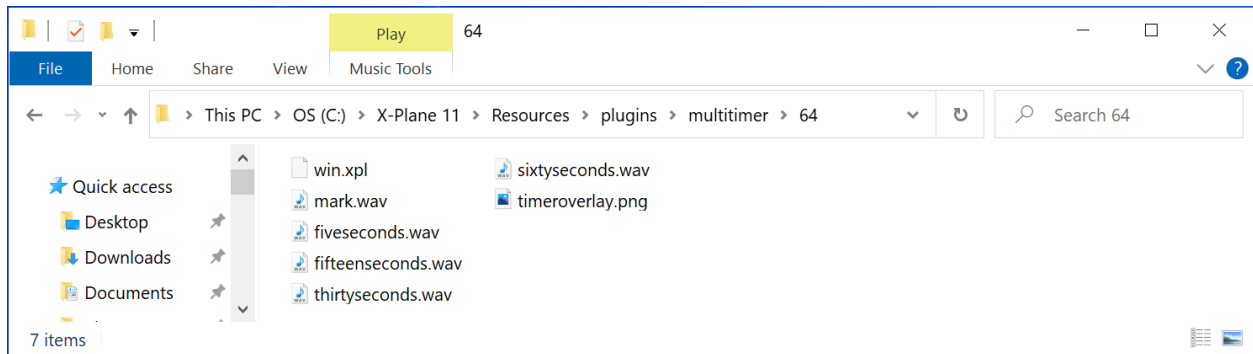 Play
64
File
Home
Share
View
Music Tools
This PC > OS (C:) > X-Plane 11 > Resources > plugins > multitimer > 64
Search 64
Quick access
Desktop
Downloads
Documents
win.xpl
mark.wav
fiveseconds.wav
fifteenseconds.wav
thirtyseconds.wav
sixtyseconds.wav
timeroverlay.png
7 items